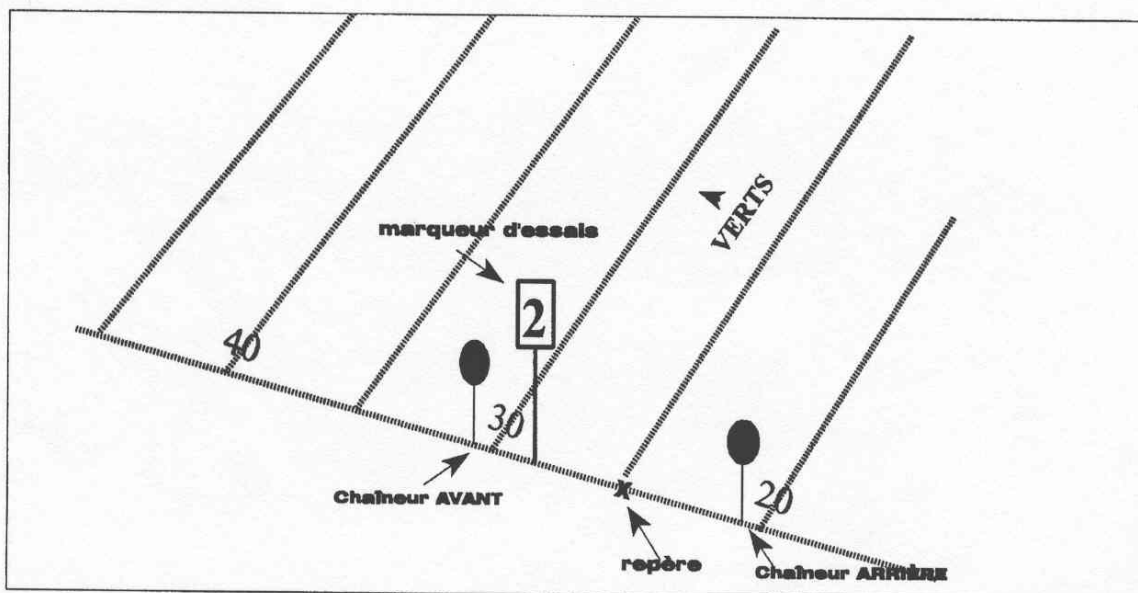 VERTS
marqueur d'essais
2
40
30
20
Chaîneur AVANT
repère
Chaîneur ARRIÈRE